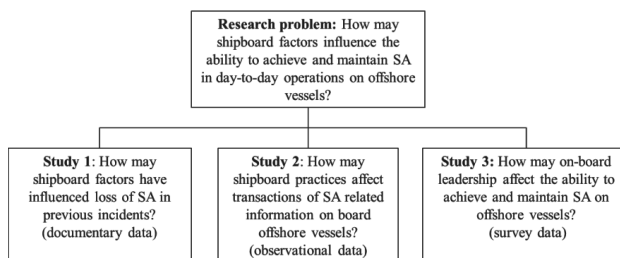 Research problem: How may
shipboard factors influence the
ability to achieve and maintain SA
in day-to-day operations on offshore
vessels?
Study 1: How may
shipboard factors have
influenced loss of SA in
previous incidents?
(documentary data)
Study 2: How may
shipboard practices affect
transactions of SA related
information on board
offshore vessels?
(observational data)
Study 3: How may on-board
leadership affect the ability to
achieve and maintain SA on
offshore vessels?
(survey data)